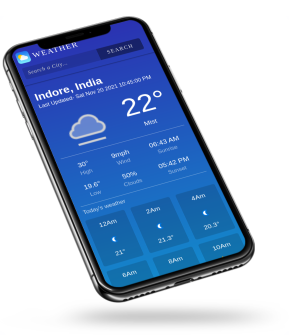 WEATHER
Search a City...
SEARCH
Indore, India
Last Updated: Sat Nov 20 2021 10:45:00 PM
22°
Mist
30° 9mph 06:43 AM
High Wind Sunrise
19.6° 50% 05:42 PM
Low Clouds Sunset
Today's weather
12Am 2Am 4Am
21° 21.3° 20.3°
6Am 8Am 10Am